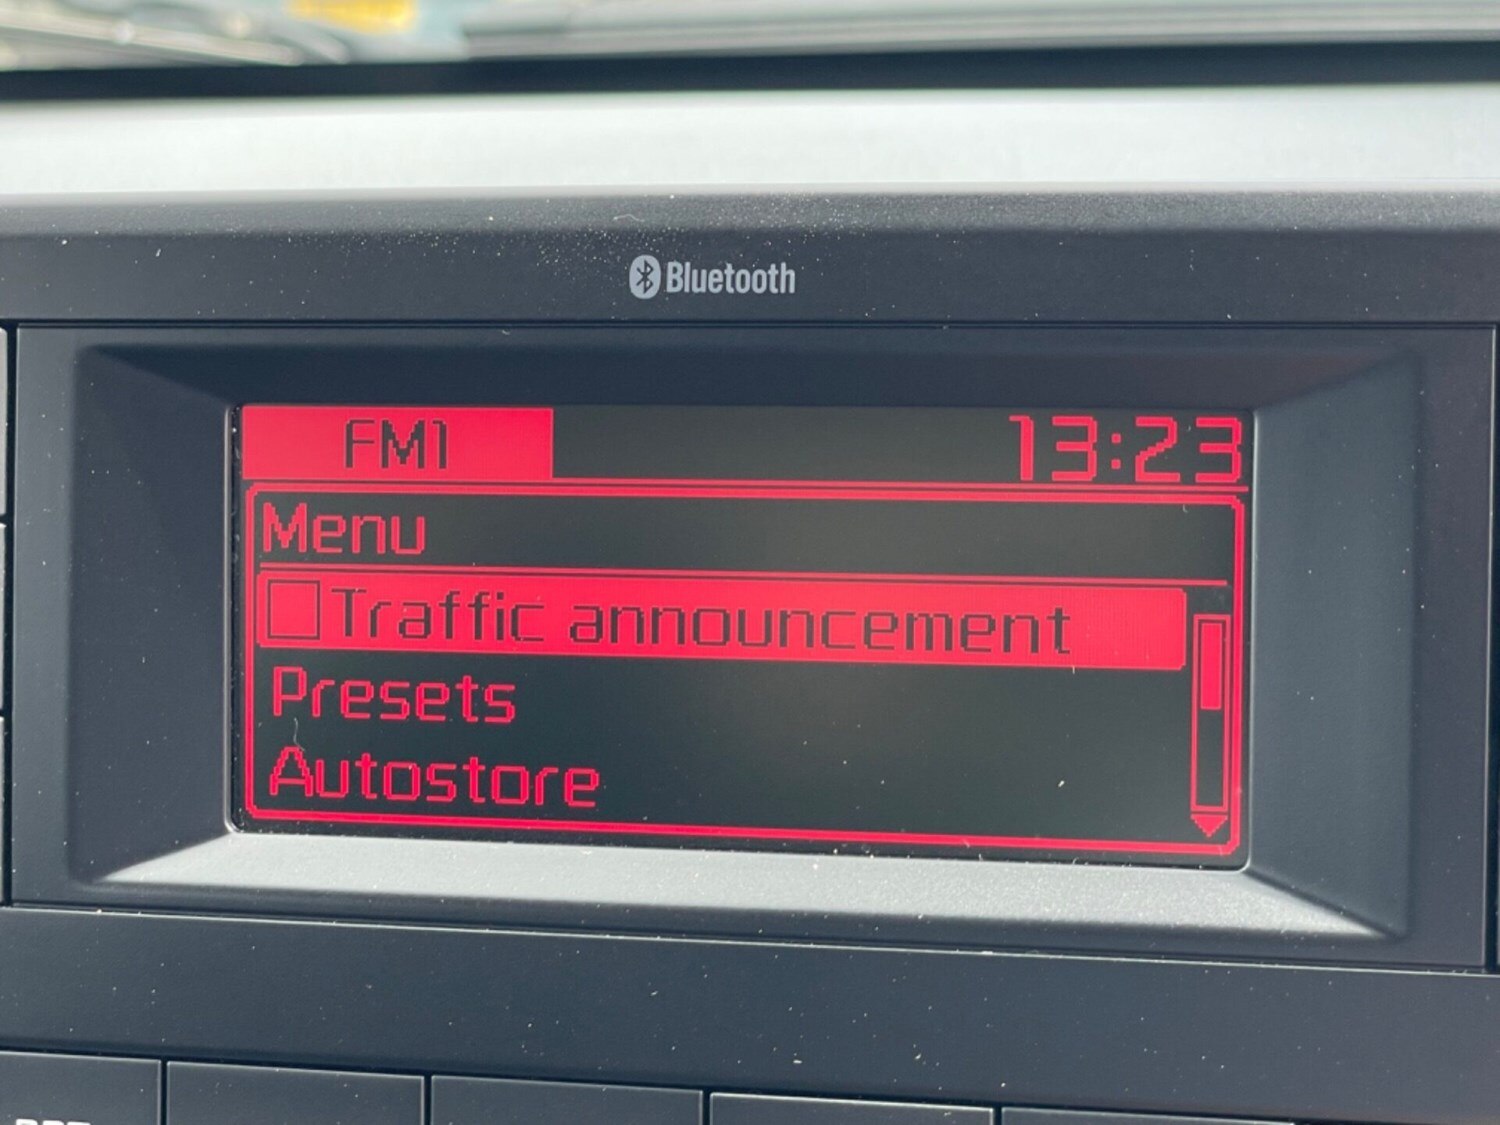 Bluetooth
FM1 13:23
Menu
Traffic announcement
Presets
Autostore